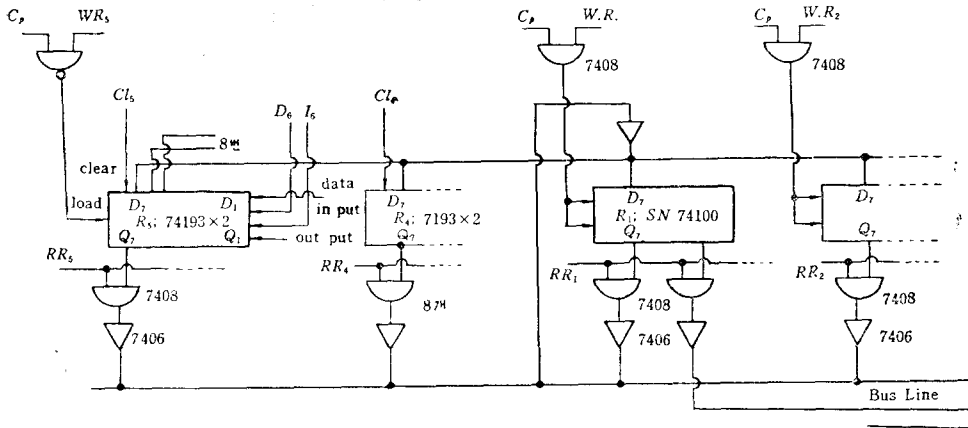 Cₚ WR₅
Cₚ W.R.
Cₚ W.R₂
7408
7408
Cl₅
D₆ I₆
8번
clear
load
D₇ D₁
R₅; 74193×2
Q₇ Q₁
data
in put
out put
D₇
R₄; 7193×2
Q₇
D₇
R₁; SN 74100
Q₇
D₇
Q₇
RR₅
RR₄
RR₁
RR₂
7408
8개
7408
7408
7406
7406
7406
Bus Line